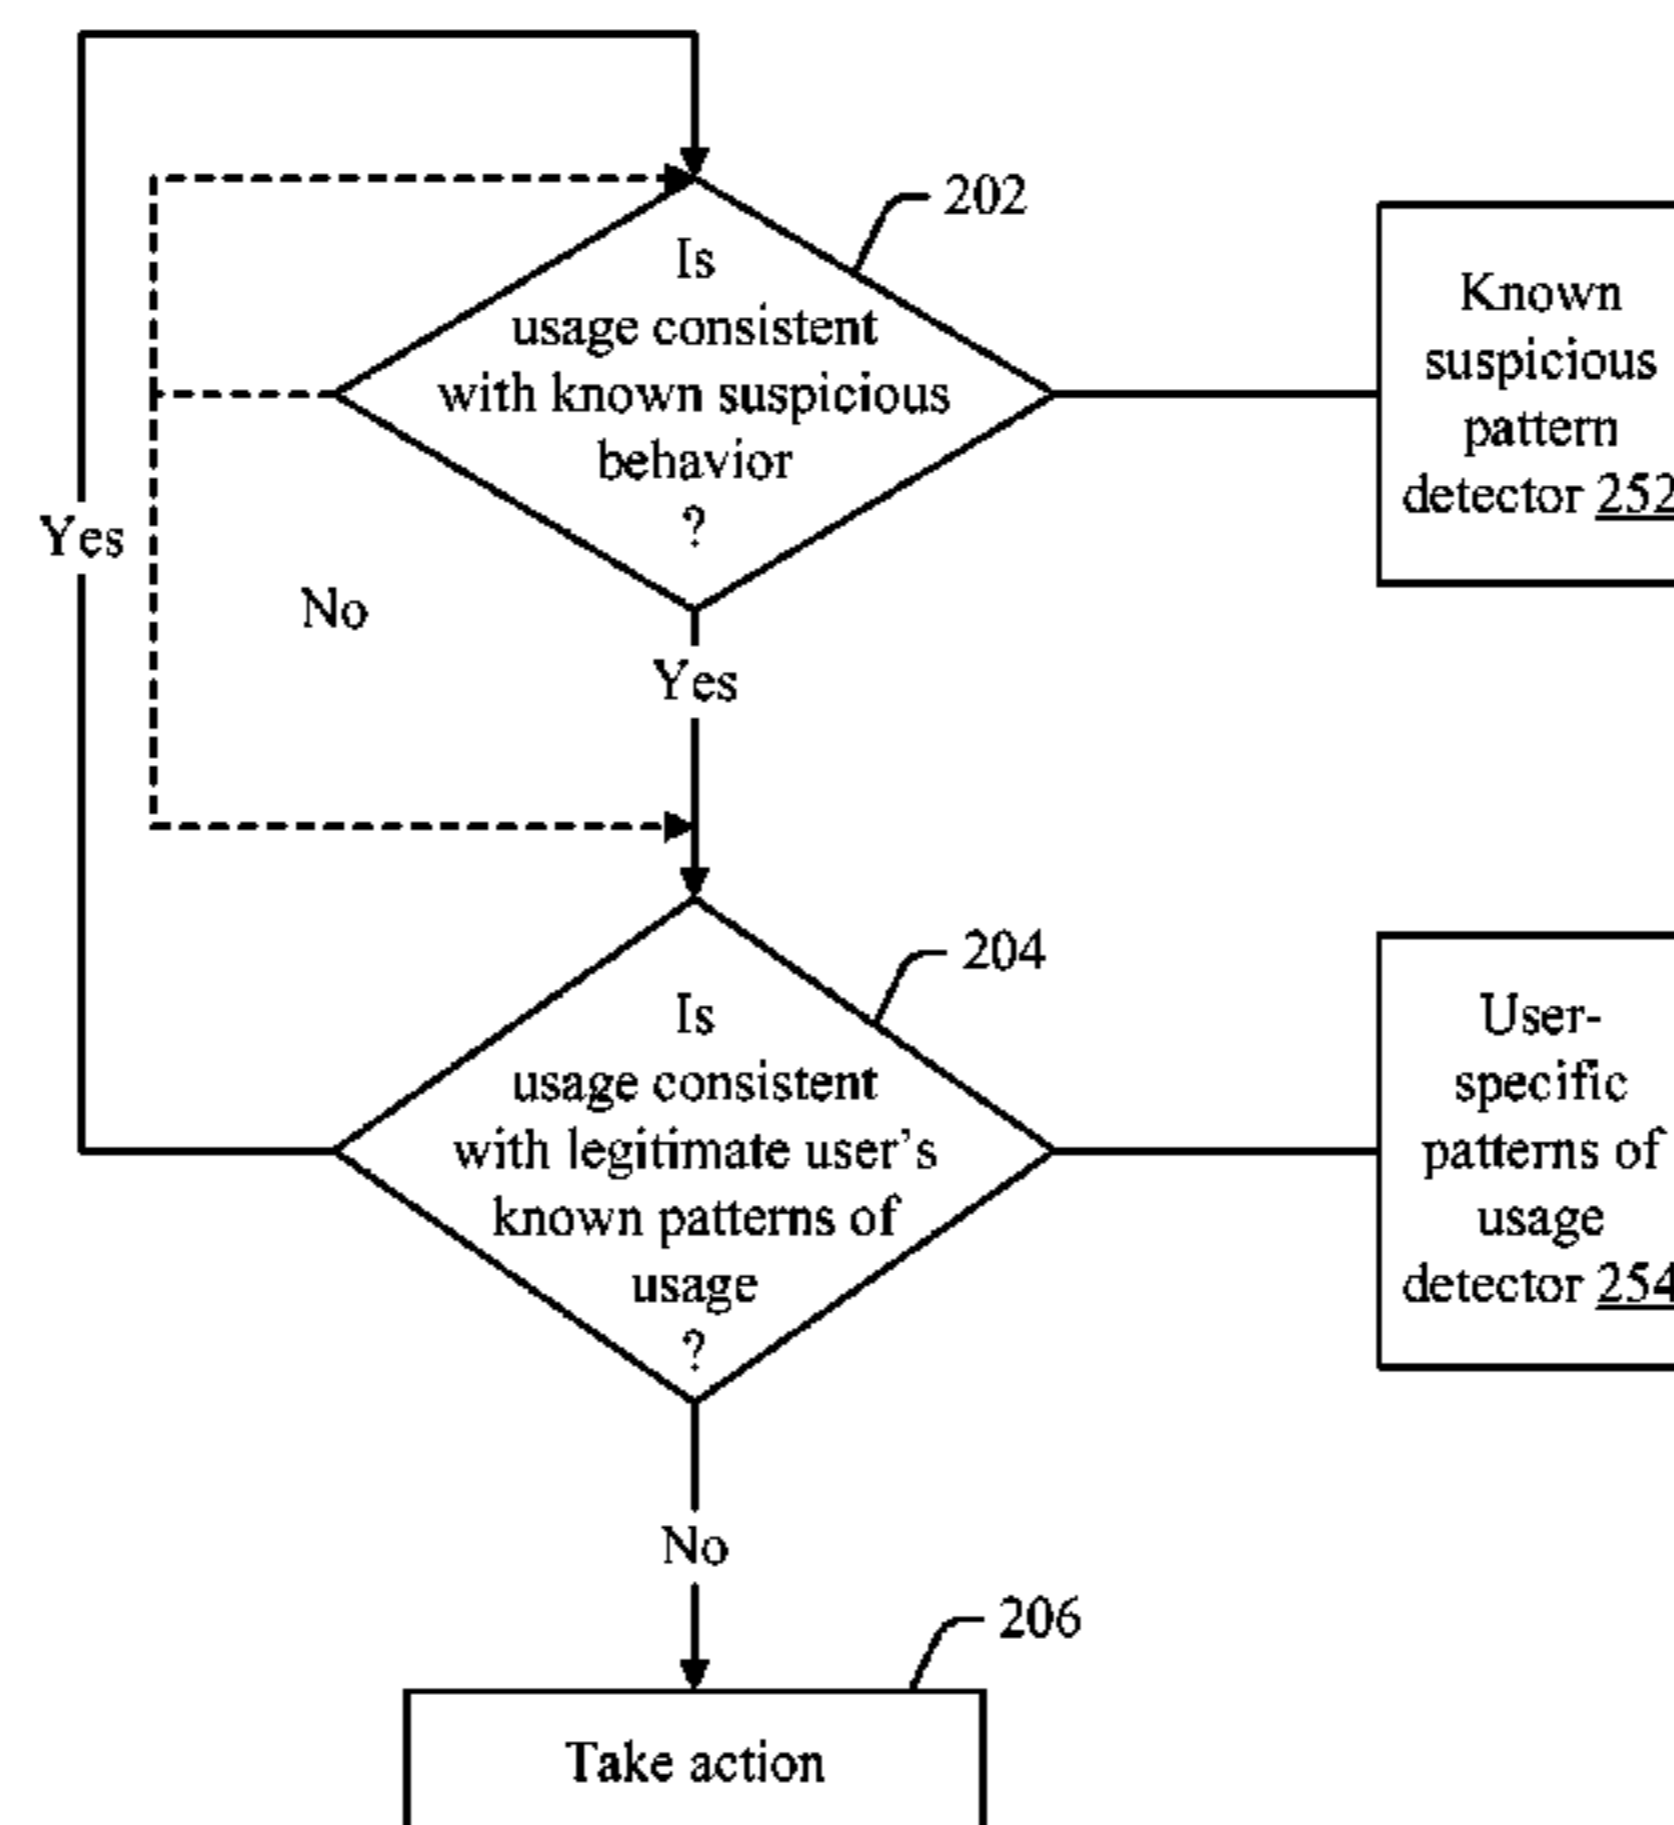 202
Is
usage consistent
with known suspicious
behavior
?
Known
suspicious
pattern
detector 252
Yes
No
Yes
204
Is
usage consistent
with legitimate user's
known patterns of
usage
?
User-
specific
patterns of
usage
detector 254
No
206
Take action